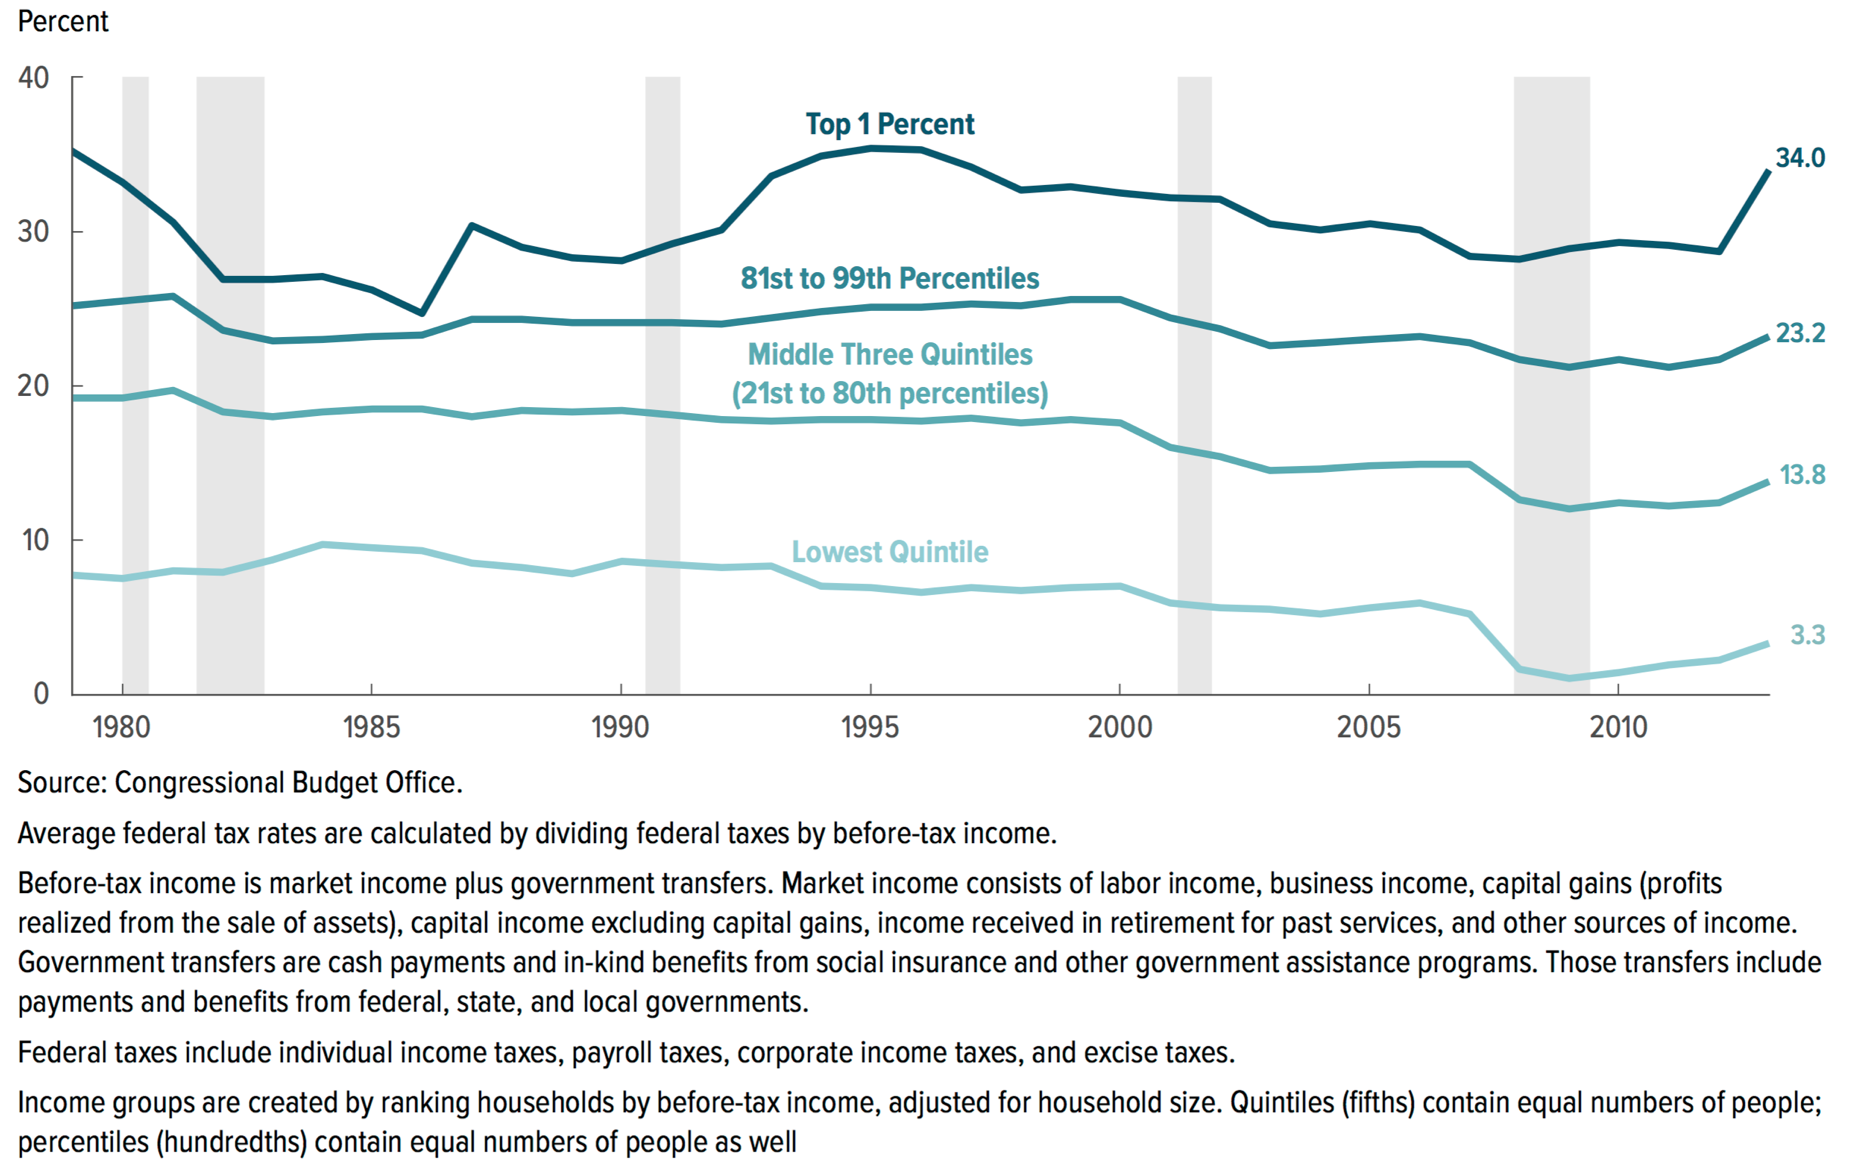 Percent
40
30
20
10
0
Top 1 Percent
34.0
81st to 99th Percentiles
23.2
Middle Three Quintiles
(21st to 80th percentiles)
13.8
Lowest Quintile
3.3
1980 1985 1990 1995 2000 2005 2010
Source: Congressional Budget Office.
Average federal tax rates are calculated by dividing federal taxes by before-tax income.
Before-tax income is market income plus government transfers. Market income consists of labor income, business income, capital gains (profits
realized from the sale of assets), capital income excluding capital gains, income received in retirement for past services, and other sources of income.
Government transfers are cash payments and in-kind benefits from social insurance and other government assistance programs. Those transfers include
payments and benefits from federal, state, and local governments.
Federal taxes include individual income taxes, payroll taxes, corporate income taxes, and excise taxes.
Income groups are created by ranking households by before-tax income, adjusted for household size. Quintiles (fifths) contain equal numbers of people;
percentiles (hundredths) contain equal numbers of people as well